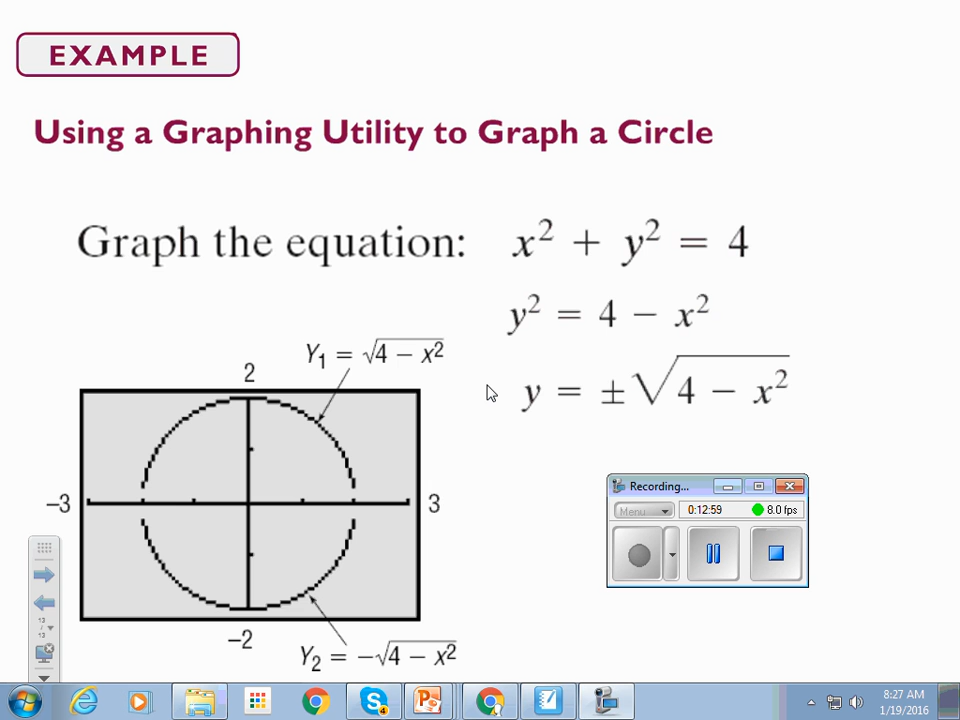 EXAMPLE
Using a Graphing Utility to Graph a Circle
Graph the equation: x² + y² = 4
y² = 4 − x²
y = ±√4 − x²
Y₁ = √4 − x²
2
−3
3
−2
Y₂ = −√4 − x²
Recording...
Menu
0:12:59
8.0 fps
13
/
13
8:27 AM
1/19/2016